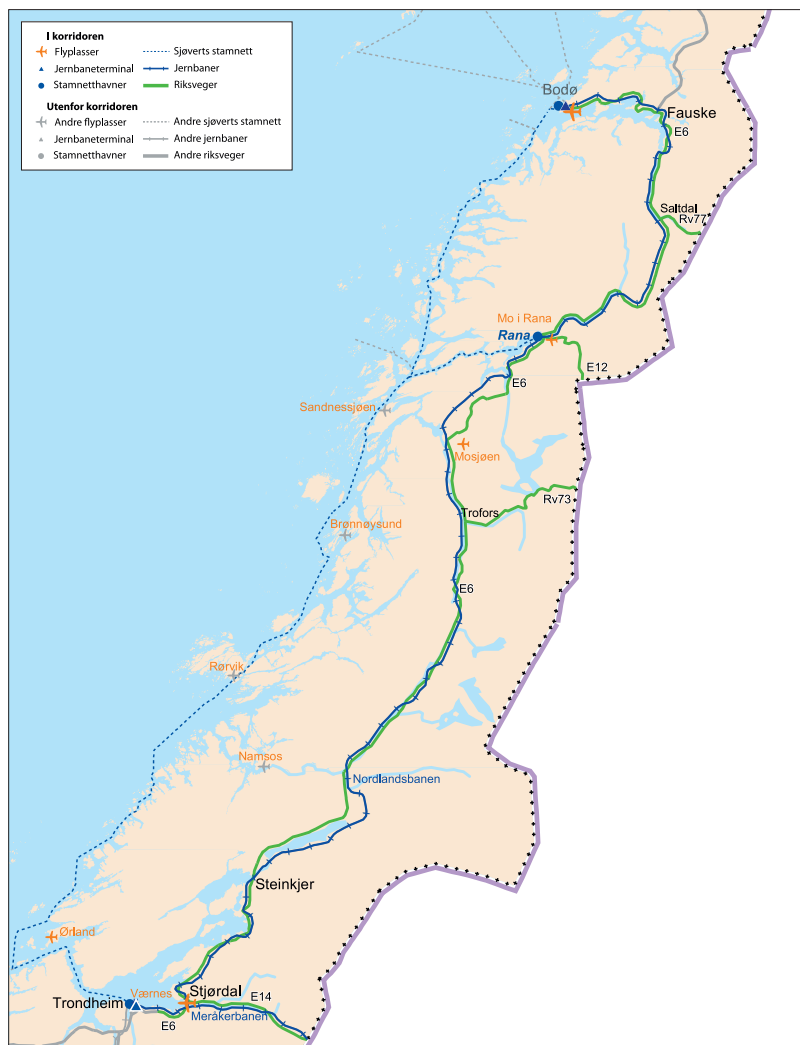 I korridoren
Flyplasser
Jernbaneterminal
Stamnetthavner
Sjøverts stamnett
Jernbaner
Riksveger
Utenfor korridoren
Andre flyplasser
Jernbaneterminal
Stamnetthavner
Andre sjøverts stamnett
Andre jernbaner
Andre riksveger
Bodø
Fauske
E6
Saltdal
Rv77
Mo i Rana
Rana
E12
E6
Sandnessjøen
Mosjøen
Rv73
Trofors
Brønnøysund
E6
Rørvik
Namsos
Nordlandsbanen
Steinkjer
Ørland
Værnes
Stjørdal
E14
Trondheim
Meråkerbanen
E6